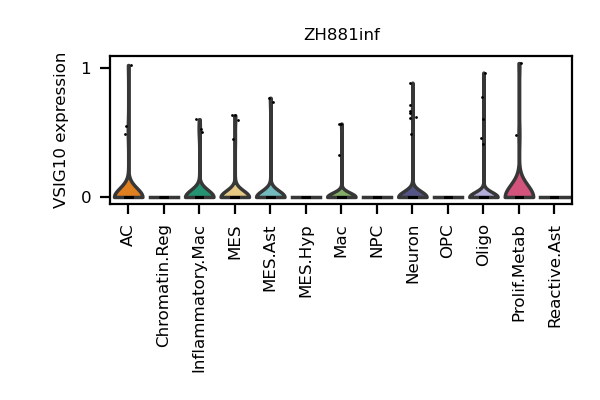 ZH881inf
VSIG10 expression
1
0
AC
Chromatin.Reg
Inflammatory.Mac
MES
MES.Ast
MES.Hyp
Mac
NPC
Neuron
OPC
Oligo
Prolif.Metab
Reactive.Ast